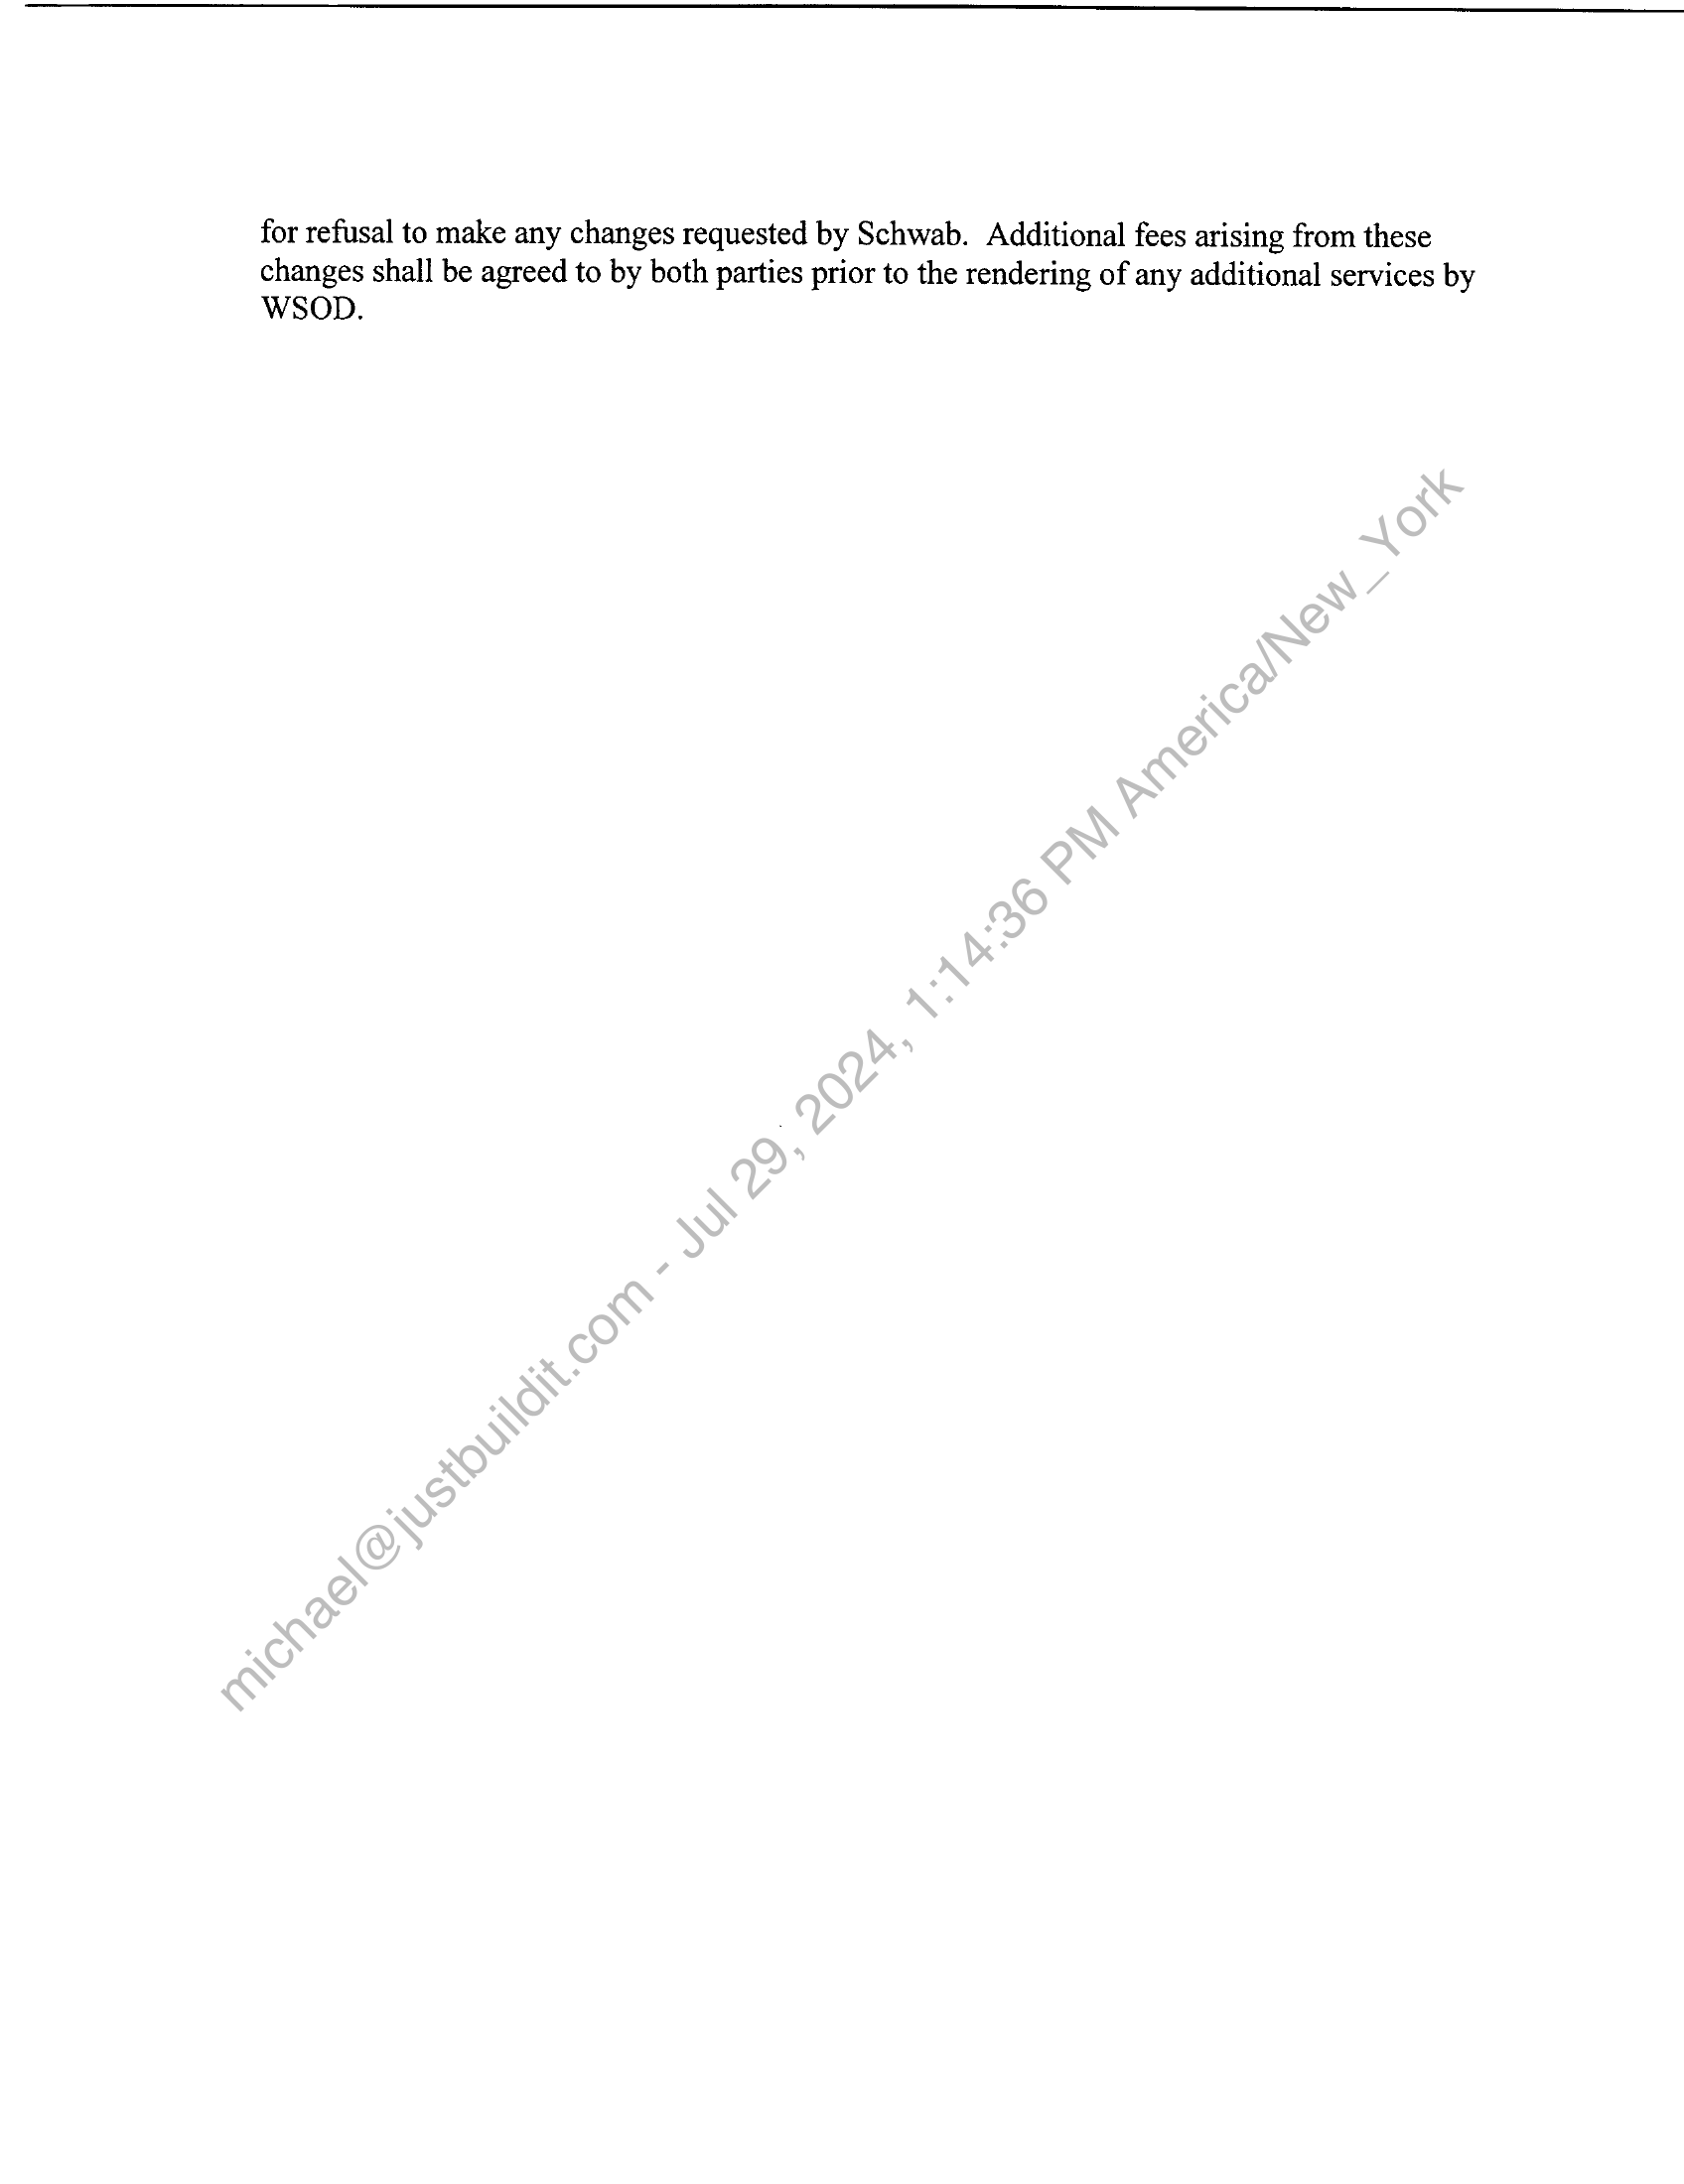 for refusal to make any changes requested by Schwab.  Additional fees arising from these
changes shall be agreed to by both parties prior to the rendering of any additional services by
WSOD.
michael@justbuildit.com - Jul 29, 2024, 1:14:36 PM America/New_York